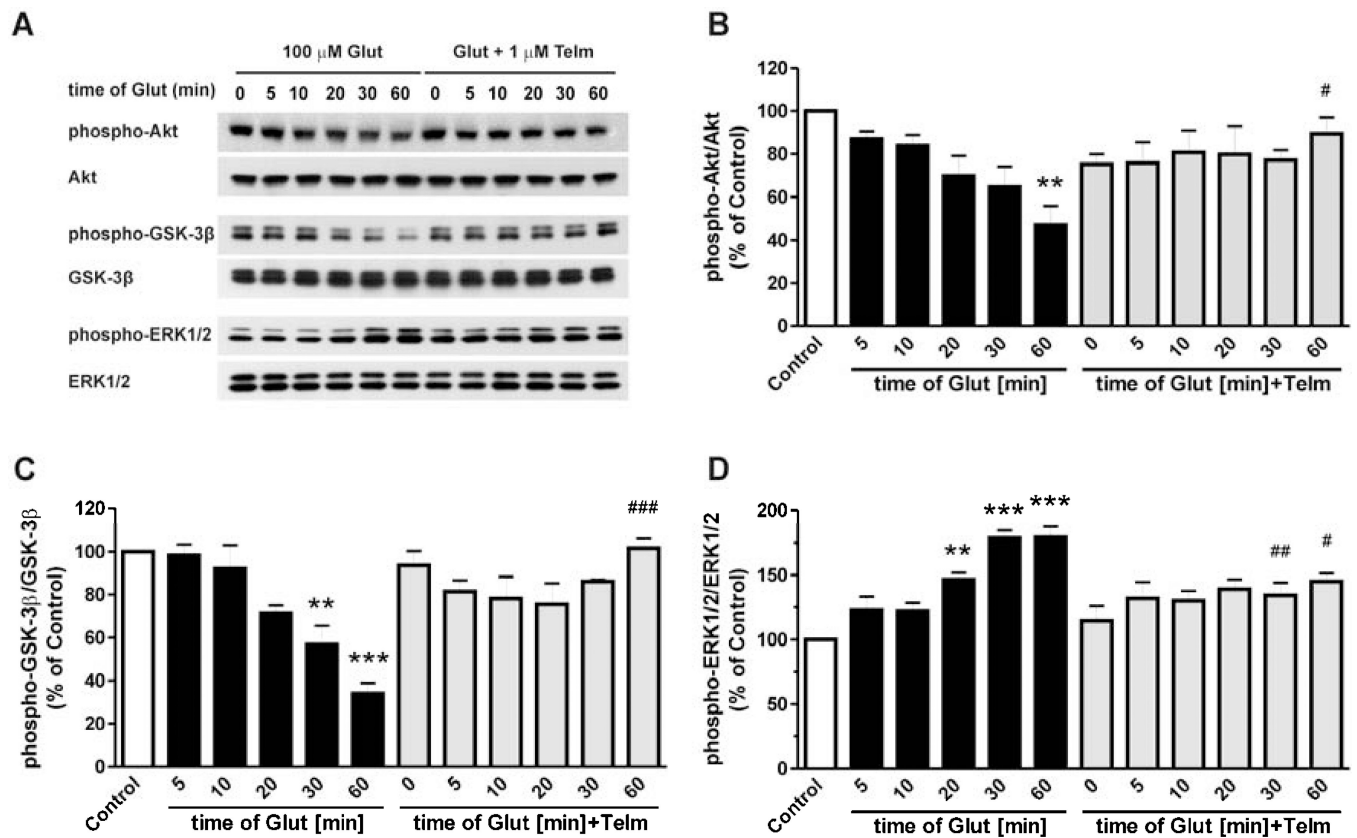 A
100 μM Glut Glut + 1 μM Telm
time of Glut (min) 0 5 10 20 30 60 0 5 10 20 30 60
phospho-Akt
Akt
phospho-GSK-3β
GSK-3β
phospho-ERK1/2
ERK1/2
B
phospho-Akt/Akt
(% of Control)
120
100
80
60
40
20
0
**
#
Control 5 10 20 30 60 0 5 10 20 30 60
time of Glut [min] time of Glut [min]+Telm
C
phospho-GSK-3β/GSK-3β
(% of Control)
120
100
80
60
40
20
0
**
***
###
Control 5 10 20 30 60 0 5 10 20 30 60
time of Glut [min] time of Glut [min]+Telm
D
phospho-ERK1/2/ERK1/2
(% of Control)
200
150
100
50
0
**
***
***
##
#
Control 5 10 20 30 60 0 5 10 20 30 60
time of Glut [min] time of Glut [min]+Telm